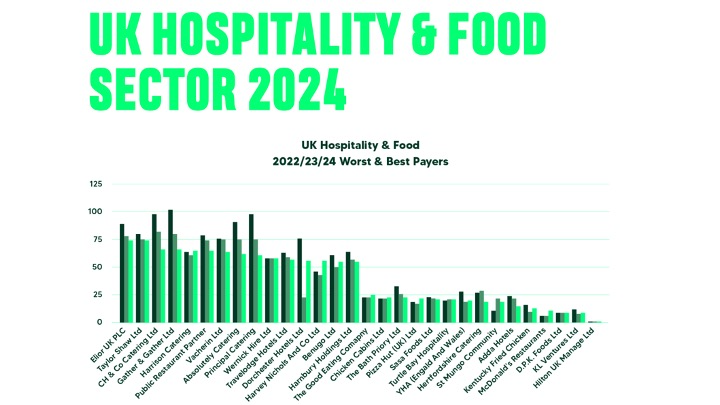 UK HOSPITALITY & FOOD
SECTOR 2024
UK Hospitality & Food
2022/23/24 Worst & Best Payers
125
100
75
50
25
0
Elior UK PLC
Taylor Shaw Ltd
CH & Co Catering Ltd
Gather & Gather Ltd
Harrison Catering
Public Restaurant Partner
Vacherin Ltd
Absolutely Catering
Principal Catering
Wernick Hire Ltd
Travelodge Hotels Ltd
Dorchester Hotels Ltd
Harvey Nichols And Co Ltd
Benugo Ltd
Hambury Holdings Ltd
The Good Eating Comapny
Chicken Cabins Ltd
The Bath Priory Ltd
Pizza Hut (UK) Ltd
Sasa Foods Ltd
Turtle Bay Hospitality
YHA (Engald And Wales)
Hertfordshire Catering
St Mungo Community
Adda Hotels
Kentucky Fried Chicken
McDonald's Restaurants
D.P.K. Foods Ltd
KL Ventures Ltd
Hilton UK Manage Ltd